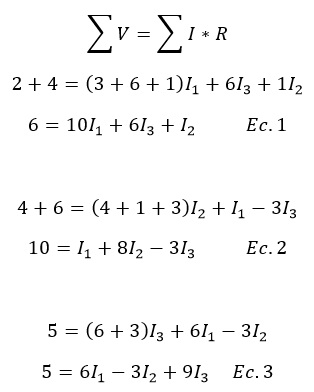 ∑ V = ∑ I * R
2 + 4 = (3 + 6 + 1)I₁ + 6I₃ + 1I₂
6 = 10I₁ + 6I₃ + I₂ Ec. 1
4 + 6 = (4 + 1 + 3)I₂ + I₁ − 3I₃
10 = I₁ + 8I₂ − 3I₃ Ec. 2
5 = (6 + 3)I₃ + 6I₁ − 3I₂
5 = 6I₁ − 3I₂ + 9I₃ Ec. 3